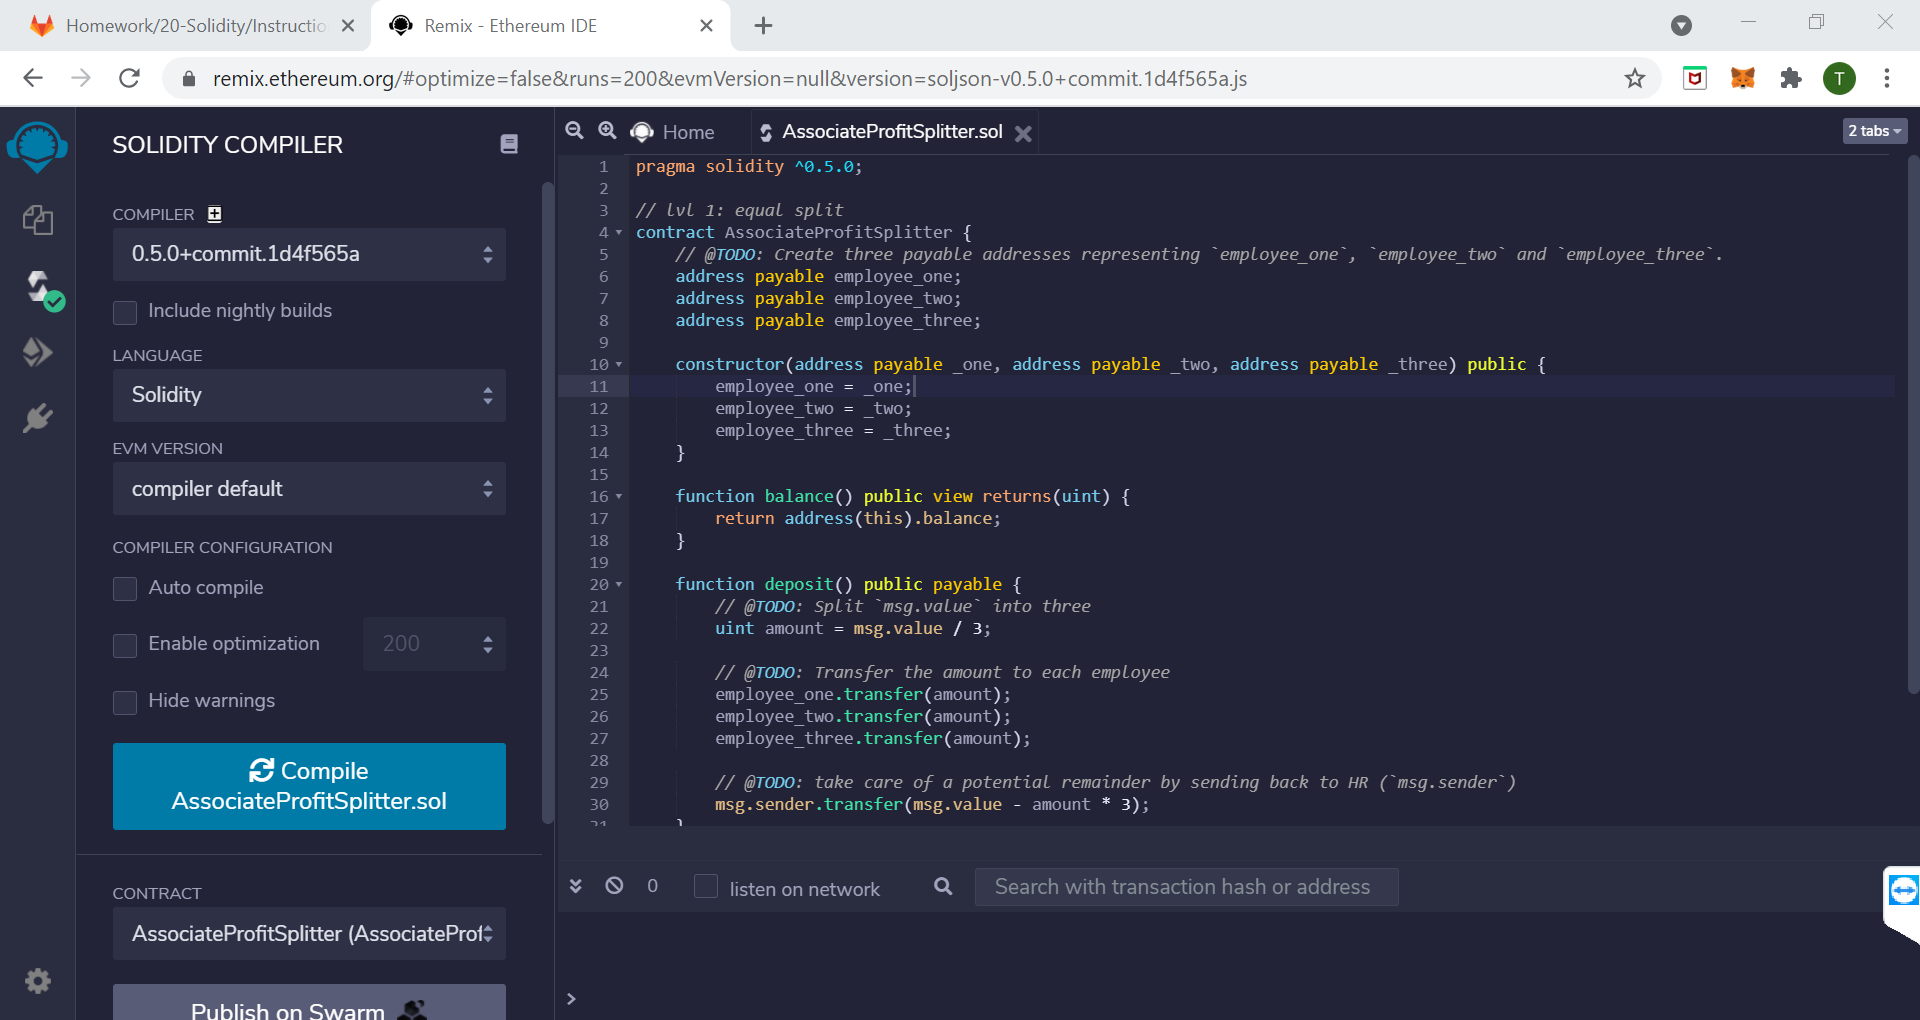 Homework/20-Solidity/Instructio
Remix - Ethereum IDE
remix.ethereum.org/#optimize=false&runs=200&evmVersion=null&version=soljson-v0.5.0+commit.1d4f565a.js
T
SOLIDITY COMPILER
COMPILER
0.5.0+commit.1d4f565a
Include nightly builds
LANGUAGE
Solidity
EVM VERSION
compiler default
COMPILER CONFIGURATION
Auto compile
Enable optimization
200
Hide warnings
Compile
AssociateProfitSplitter.sol
CONTRACT
AssociateProfitSplitter (AssociateProf
Publish on Swarm
Home
AssociateProfitSplitter.sol
2 tabs
1 pragma solidity ^0.5.0;
2
3 // lvl 1: equal split
4 contract AssociateProfitSplitter {
5 // @TODO: Create three payable addresses representing `employee_one`, `employee_two` and `employee_three`.
6 address payable employee_one;
7 address payable employee_two;
8 address payable employee_three;
9
10 constructor(address payable _one, address payable _two, address payable _three) public {
11 employee_one = _one;
12 employee_two = _two;
13 employee_three = _three;
14 }
15
16 function balance() public view returns(uint) {
17 return address(this).balance;
18 }
19
20 function deposit() public payable {
21 // @TODO: Split `msg.value` into three
22 uint amount = msg.value / 3;
23
24 // @TODO: Transfer the amount to each employee
25 employee_one.transfer(amount);
26 employee_two.transfer(amount);
27 employee_three.transfer(amount);
28
29 // @TODO: take care of a potential remainder by sending back to HR (`msg.sender`)
30 msg.sender.transfer(msg.value - amount * 3);
31 }
0
listen on network
Search with transaction hash or address
>